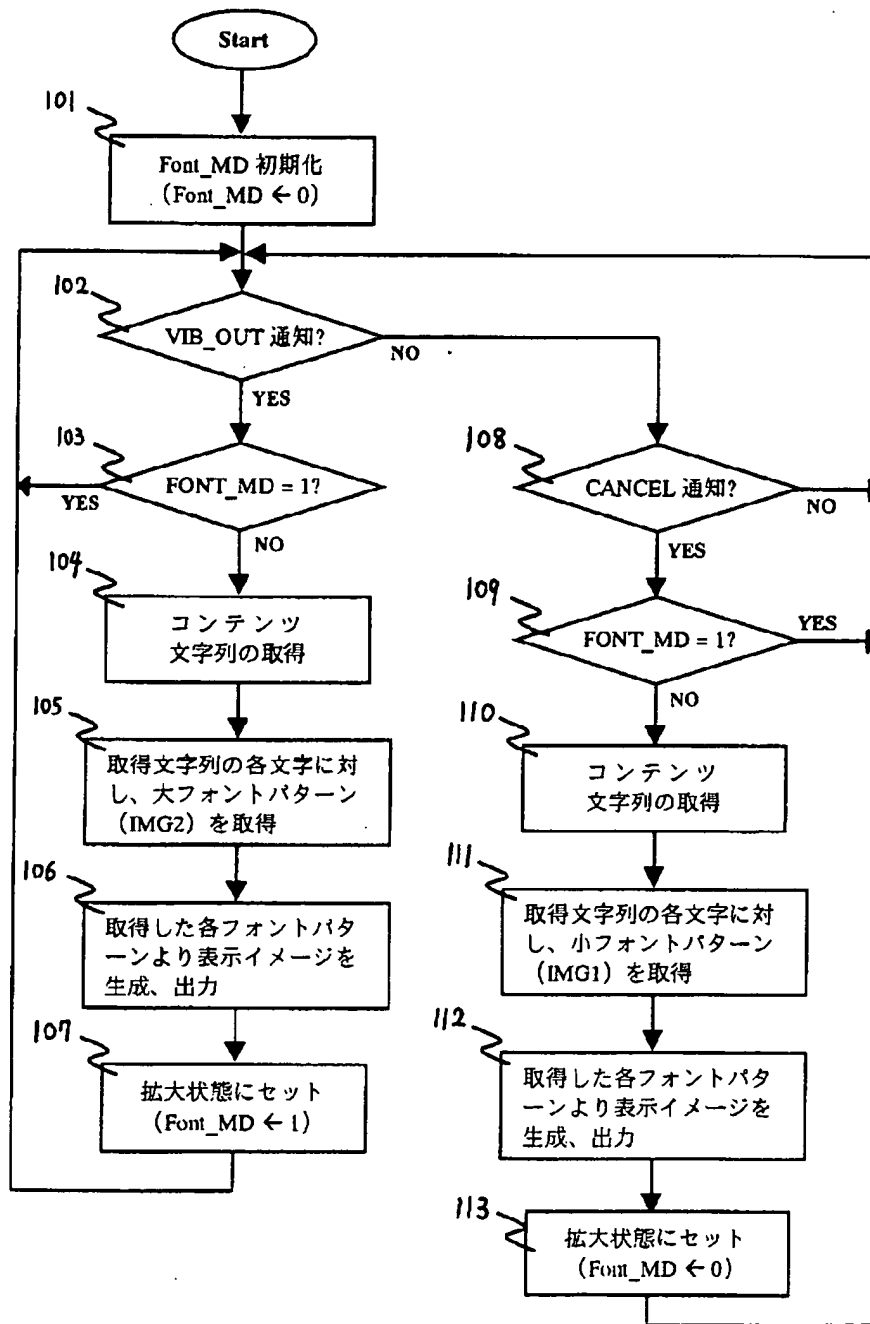 Start
101
Font_MD 初期化
(Font_MD ← 0)
102
VIB_OUT 通知?
NO
YES
103
FONT_MD = 1?
YES
NO
104
コンテンツ
文字列の取得
105
取得文字列の各文字に対
し、大フォントパターン
(IMG2) を取得
106
取得した各フォントパタ
ーンより表示イメージを
生成、出力
107
拡大状態にセット
(Font_MD ← 1)
108
CANCEL 通知?
NO
YES
109
FONT_MD = 1?
YES
NO
110
コンテンツ
文字列の取得
111
取得文字列の各文字に対
し、小フォントパターン
(IMG1) を取得
112
取得した各フォントパタ
ーンより表示イメージを
生成、出力
113
拡大状態にセット
(Font_MD ← 0)